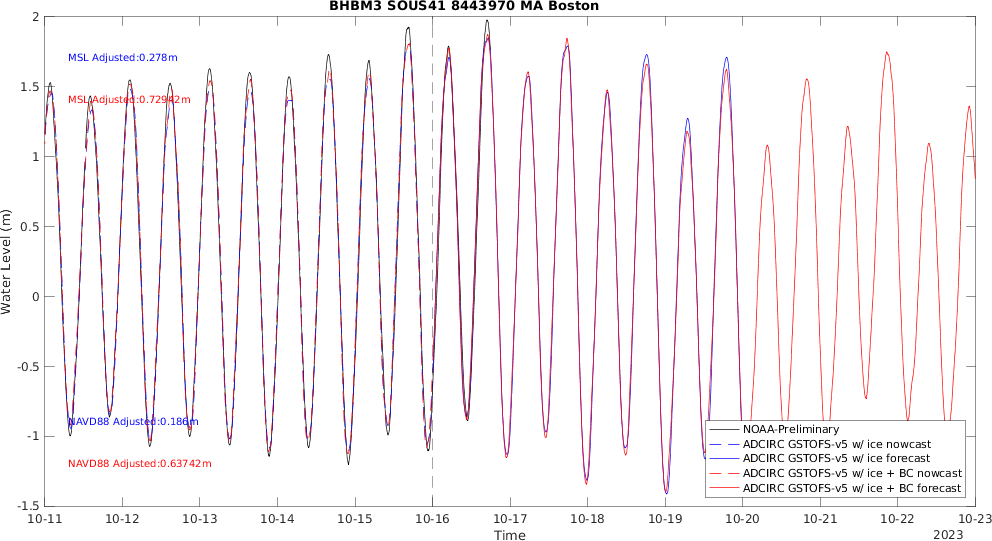 BHBM3 SOUS41 8443970 MA Boston
2
MSL Adjusted:0.278m
1.5
MSL Adjusted:0.72942m
1
0.5
Water Level (m)
0
-0.5
NAVD88 Adjusted:0.186m
-1
NAVD88 Adjusted:0.63742m
-1.5
NOAA-Preliminary
ADCIRC GSTOFS-v5 w/ ice nowcast
ADCIRC GSTOFS-v5 w/ ice forecast
ADCIRC GSTOFS-v5 w/ ice + BC nowcast
ADCIRC GSTOFS-v5 w/ ice + BC forecast
10-11 10-12 10-13 10-14 10-15 10-16 10-17 10-18 10-19 10-20 10-21 10-22 10-23
Time
2023